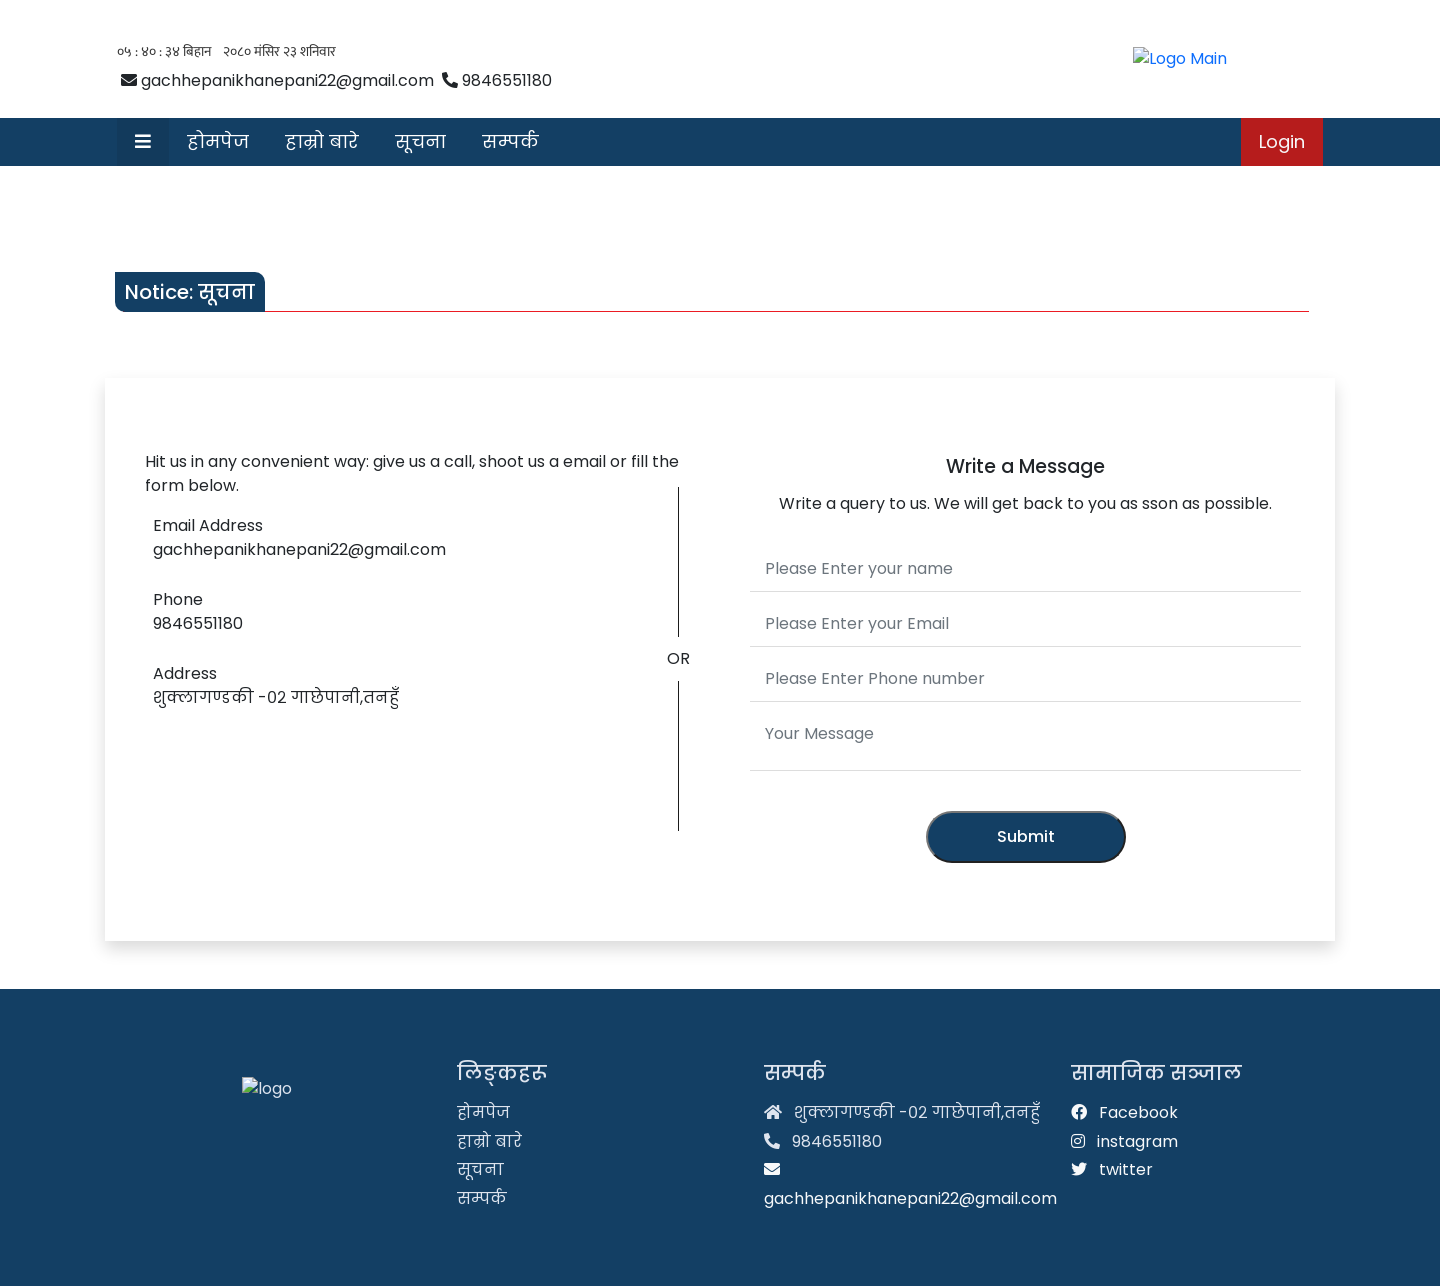 ०५ : ४० : ३४ बिहान २०८० मंसिर २३ शनिवार
gachhepanikhanepani22@gmail.com 9846551180
Logo Main
होमपेज हाम्रो बारे सूचना सम्पर्क Login
Notice: सूचना
Hit us in any convenient way: give us a call, shoot us a email or fill the
form below.
Email Address
gachhepanikhanepani22@gmail.com
Phone
9846551180
Address
शुक्लागण्डकी -०२ गाछेपानी,तनहुँ
OR
Write a Message
Write a query to us. We will get back to you as sson as possible.
Please Enter your name
Please Enter your Email
Please Enter Phone number
Your Message
Submit
logo
लिङ्कहरू
होमपेज
हाम्रो बारे
सूचना
सम्पर्क
सम्पर्क
शुक्लागण्डकी -०२ गाछेपानी,तनहुँ
9846551180
gachhepanikhanepani22@gmail.com
सामाजिक सञ्जाल
Facebook
instagram
twitter